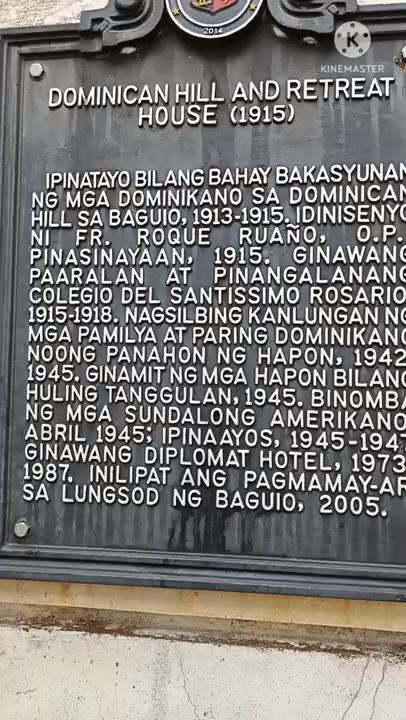 2014
KINEMASTER
DOMINICAN HILL AND RETREAT
HOUSE (1915)
IPINATAYO BILANG BAHAY BAKASYUNAN
NG MGA DOMINIKANO SA DOMINICAN
HILL SA BAGUIO, 1913-1915. IDINISENYO
NI FR. ROQUE RUAÑO, O.P.
PINASINAYAAN, 1915. GINAWANG
PAARALAN AT PINANGALANANG
COLEGIO DEL SANTISSIMO ROSARIO
1915-1918. NAGSILBING KANLUNGAN NG
MGA PAMILYA AT PARING DOMINIKANO
NOONG PANAHON NG HAPON, 1942
1945. GINAMIT NG MGA HAPON BILANG
HULING TANGGULAN, 1945. BINOMBA
NG MGA SUNDALONG AMERIKANO
ABRIL 1945; IPINAAYOS, 1945-1947
GINAWANG DIPLOMAT HOTEL, 1973
1987. INILIPAT ANG PAGMAMAY-AR
SA LUNGSOD NG BAGUIO, 2005.